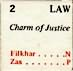 2 LAW
Charm of Justice
Filkhar . . . . . . N
Zas . . . . . . . . P